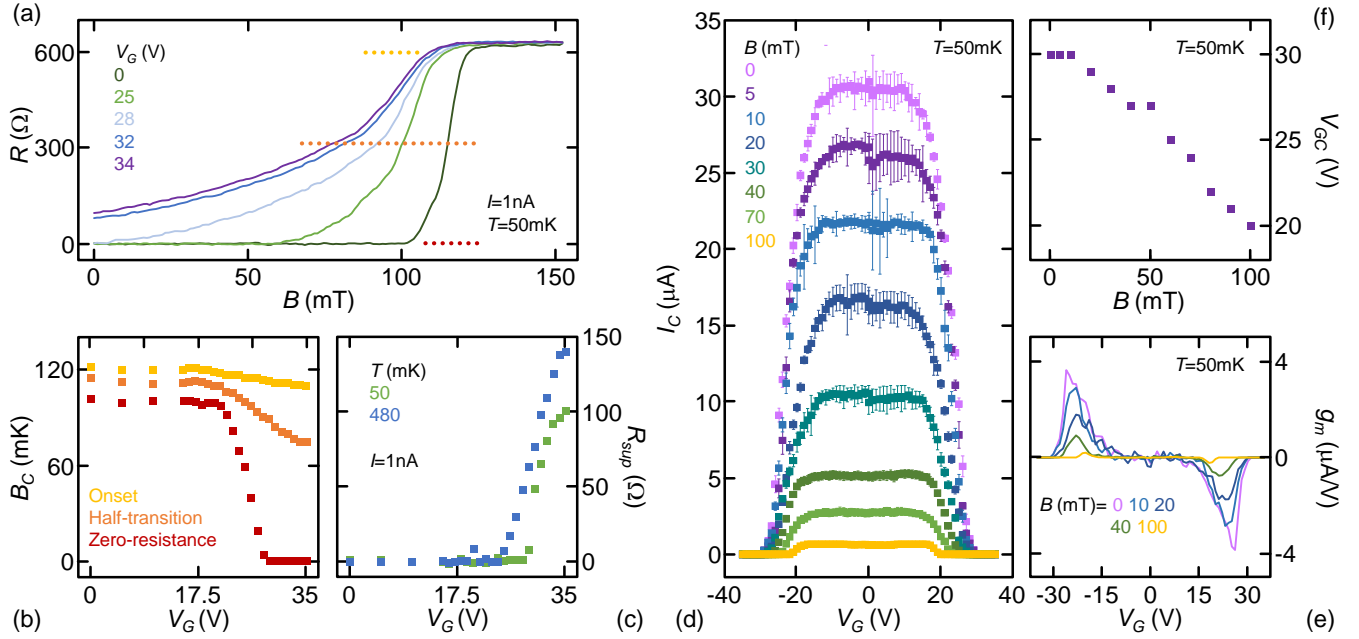 (a)
V_G (V)
0
25
28
32
34
600
300
0
R (Ω)
I=1nA
T=50mK
0
50
100
150
B (mT)
120
60
0
B_C (mK)
Onset
Half-transition
Zero-resistance
0
17.5
35
V_G (V)
(b)
T (mK)
50
480
I=1nA
150
100
50
0
R_sup (Ω)
0
17.5
35
V_G (V)
(c)
B (mT)
0
5
10
20
30
40
70
100
T=50mK
35
30
25
20
15
10
5
0
I_C (μA)
-40
-20
0
20
40
V_G (V)
(d)
(f)
T=50mK
30
25
20
V_GC (V)
0
50
100
B (mT)
T=50mK
4
0
-4
g_m (μA/V)
B (mT)= 0 10 20
40 100
-30
-15
0
15
30
V_G (V)
(e)